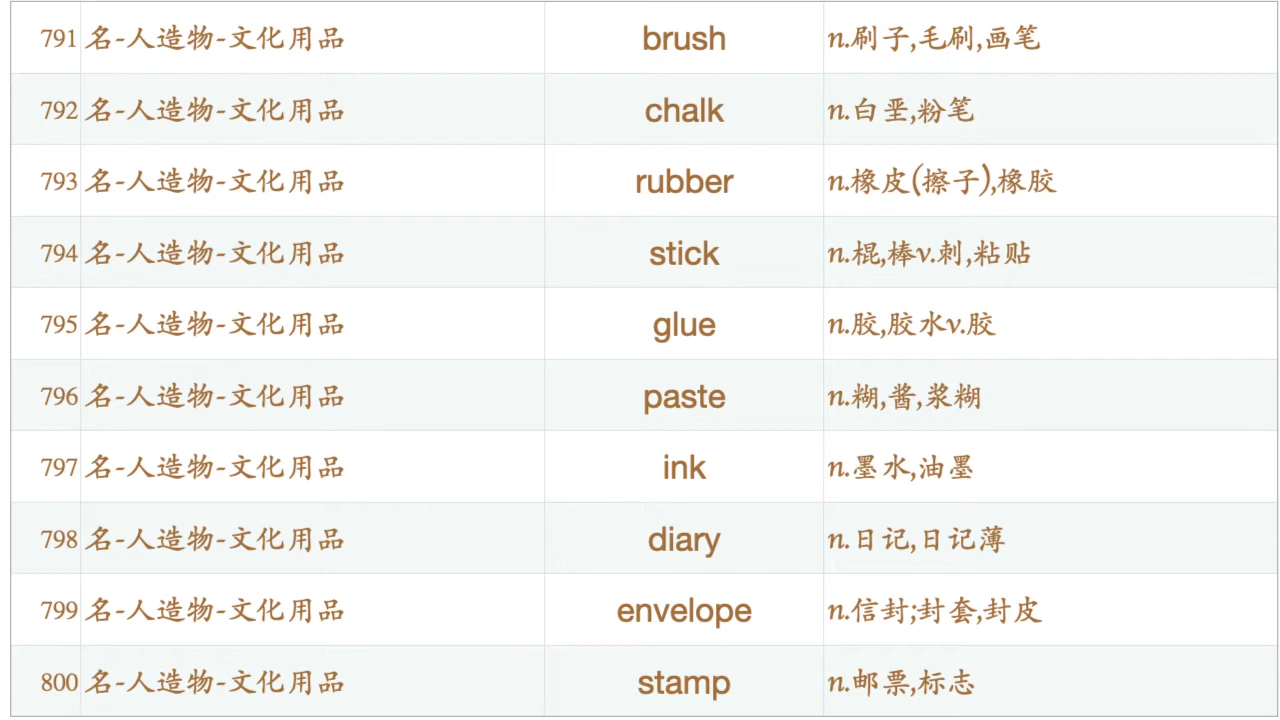 791 名-人造物-文化用品 brush n.刷子,毛刷,画笔
792 名-人造物-文化用品 chalk n.白垩,粉笔
793 名-人造物-文化用品 rubber n.橡皮(擦子),橡胶
794 名-人造物-文化用品 stick n.棍,棒v.刺,粘贴
795 名-人造物-文化用品 glue n.胶,胶水v.胶
796 名-人造物-文化用品 paste n.糊,酱,浆糊
797 名-人造物-文化用品 ink n.墨水,油墨
798 名-人造物-文化用品 diary n.日记,日记薄
799 名-人造物-文化用品 envelope n.信封;封套,封皮
800 名-人造物-文化用品 stamp n.邮票,标志